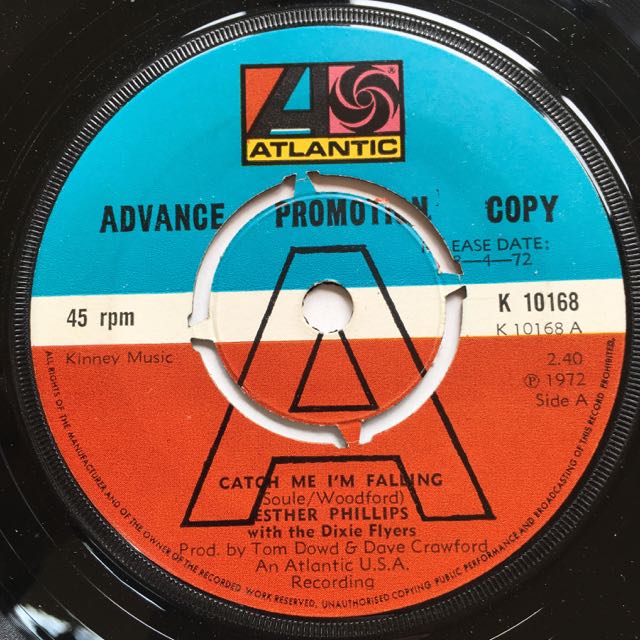 ATLANTIC
®
ADVANCE PROMOTION COPY
EASE DATE:
8—4—72
45 rpm
K 10168
K 10168 A
Kinney Music
2.40
℗ 1972
Side A
A
CATCH ME I'M FALLING
(Soule/Woodford)
ESTHER PHILLIPS
with the Dixie Flyers
Prod. by Tom Dowd & Dave Crawford
An Atlantic U.S.A.
Recording
ALL RIGHTS OF THE MANUFACTURER AND OF THE OWNER OF THE RECORDED WORK RESERVED. UNAUTHORISED COPYING PUBLIC PERFORMANCE AND BROADCASTING OF THIS RECORD PROHIBITED.